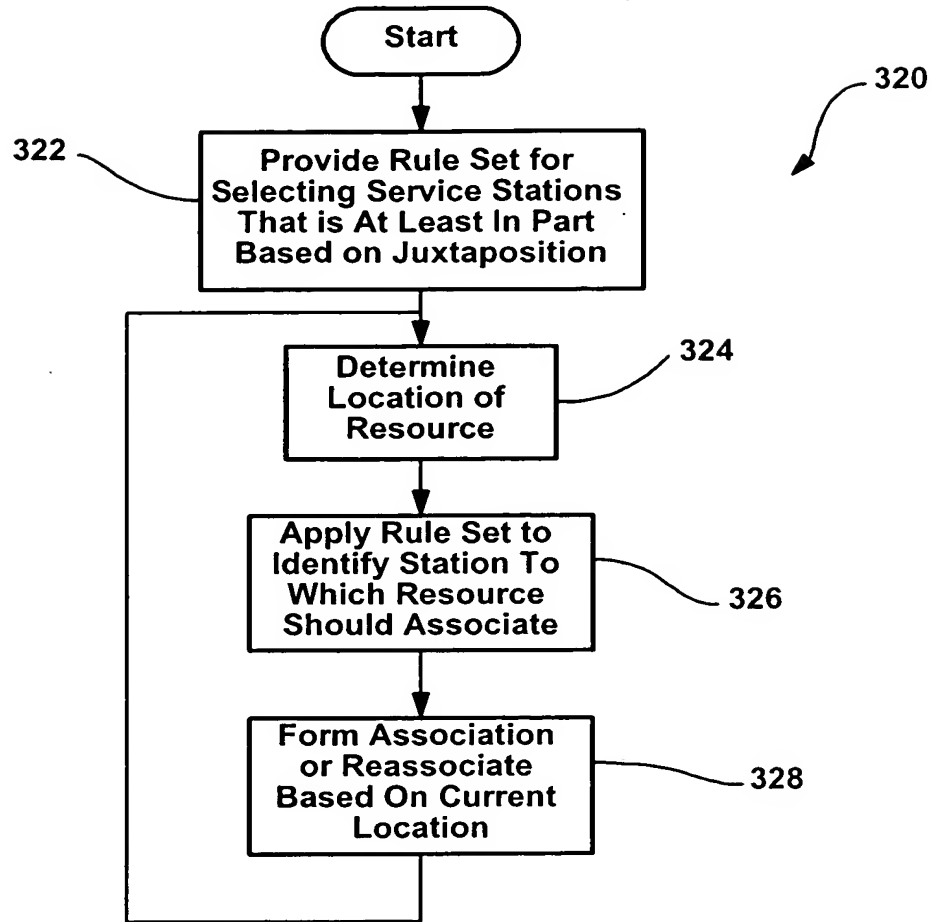 Start
320
322
Provide Rule Set for
Selecting Service Stations
That is At Least In Part
Based on Juxtaposition
324
Determine
Location of
Resource
Apply Rule Set to
Identify Station To
Which Resource
Should Associate
326
Form Association
or Reassociate
Based On Current
Location
328